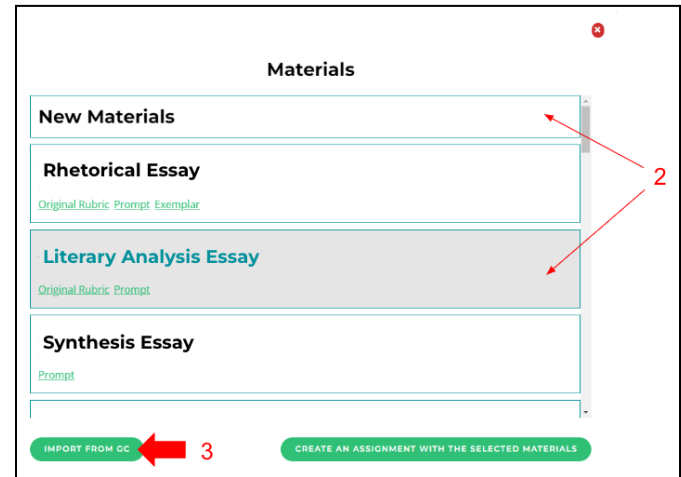 Materials
New Materials
Rhetorical Essay
Original Rubric Prompt Exemplar
2
Literary Analysis Essay
Original Rubric Prompt
Synthesis Essay
Prompt
IMPORT FROM GC
3
CREATE AN ASSIGNMENT WITH THE SELECTED MATERIALS